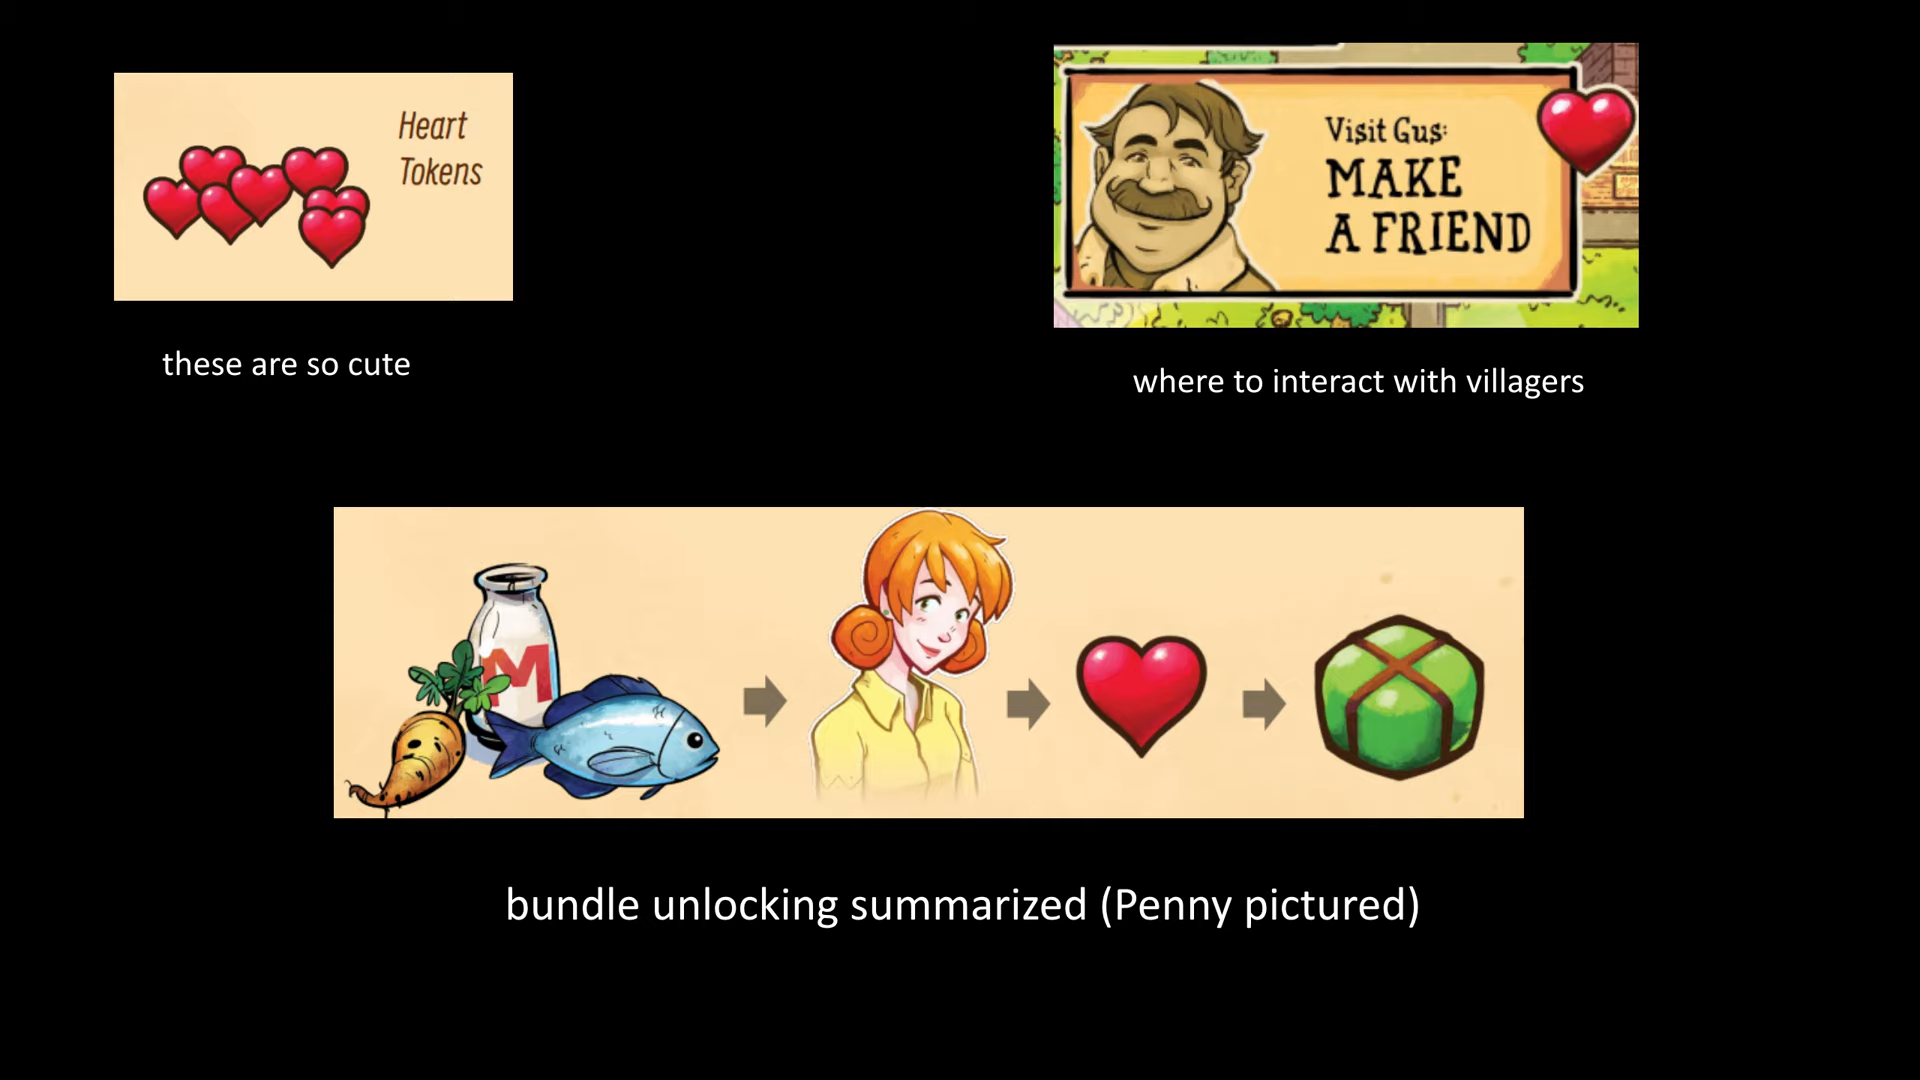 Heart
Tokens
these are so cute
Visit Gus:
MAKE
A FRIEND
where to interact with villagers
M
bundle unlocking summarized (Penny pictured)